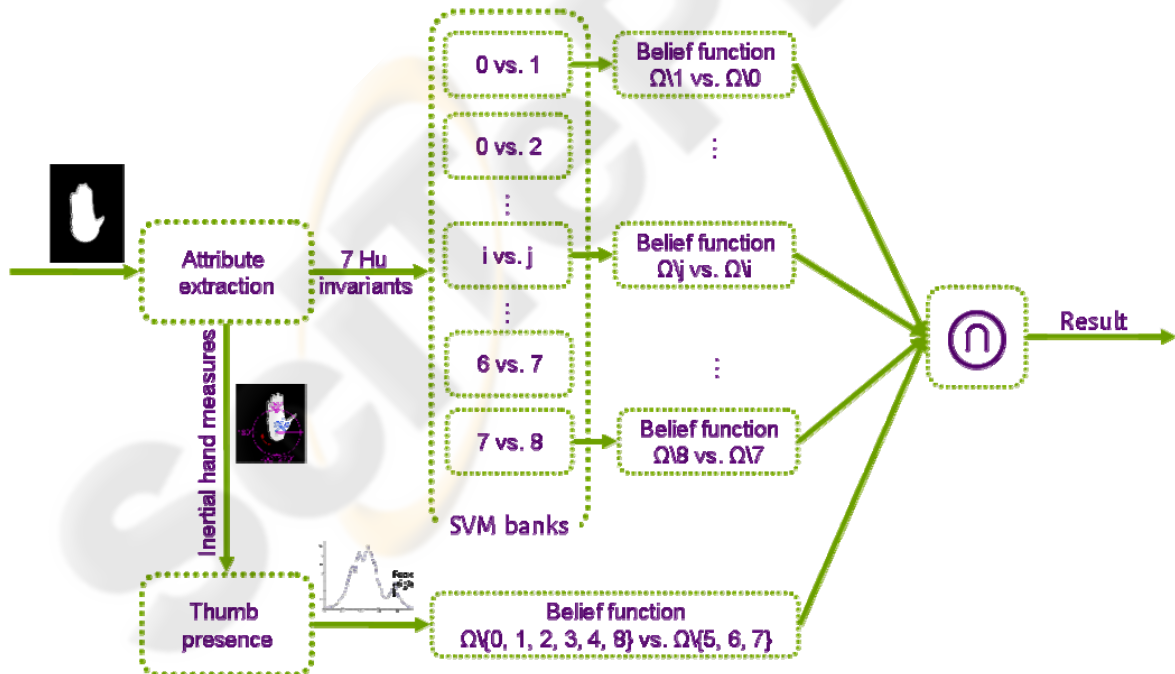 0 vs. 1
Belief function
Ω\1 vs. Ω\0
0 vs. 2
⋮
⋮
Attribute
extraction
7 Hu
invariants
i vs. j
Belief function
Ω\j vs. Ω\i
⋮
∩
Result
Inertial hand measures
6 vs. 7
⋮
7 vs. 8
Belief function
Ω\8 vs. Ω\7
SVM banks
Thumb
presence
Belief function
Ω\{0, 1, 2, 3, 4, 8} vs. Ω\{5, 6, 7}